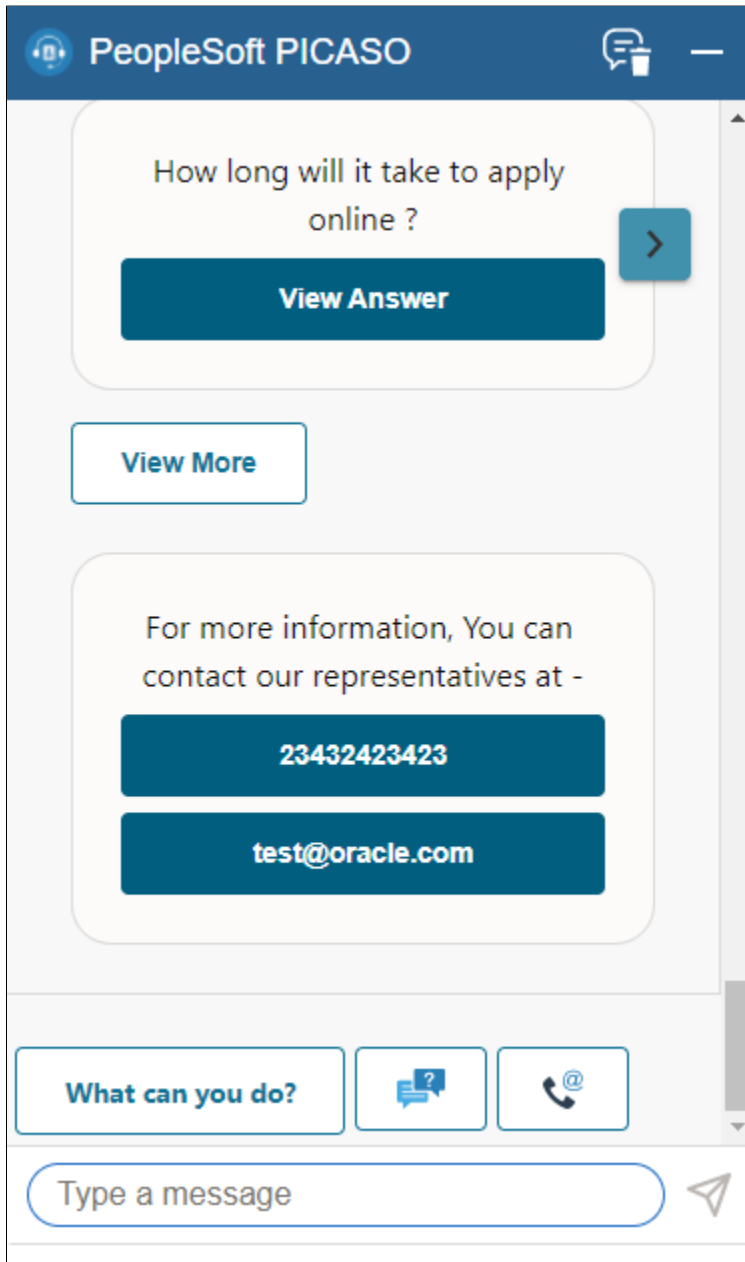 PeopleSoft PICASO
How long will it take to apply
online ?
View Answer
View More
For more information, You can
contact our representatives at -
23432423423
test@oracle.com
What can you do?
?
@
Type a message